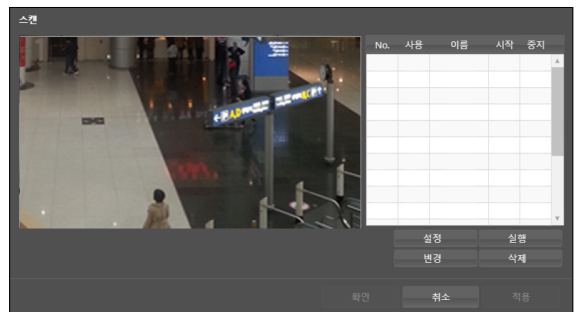 스캔
No. 사용 이름 시작 중지
← A,D
설정 실행
변경 삭제
확인 취소 적용